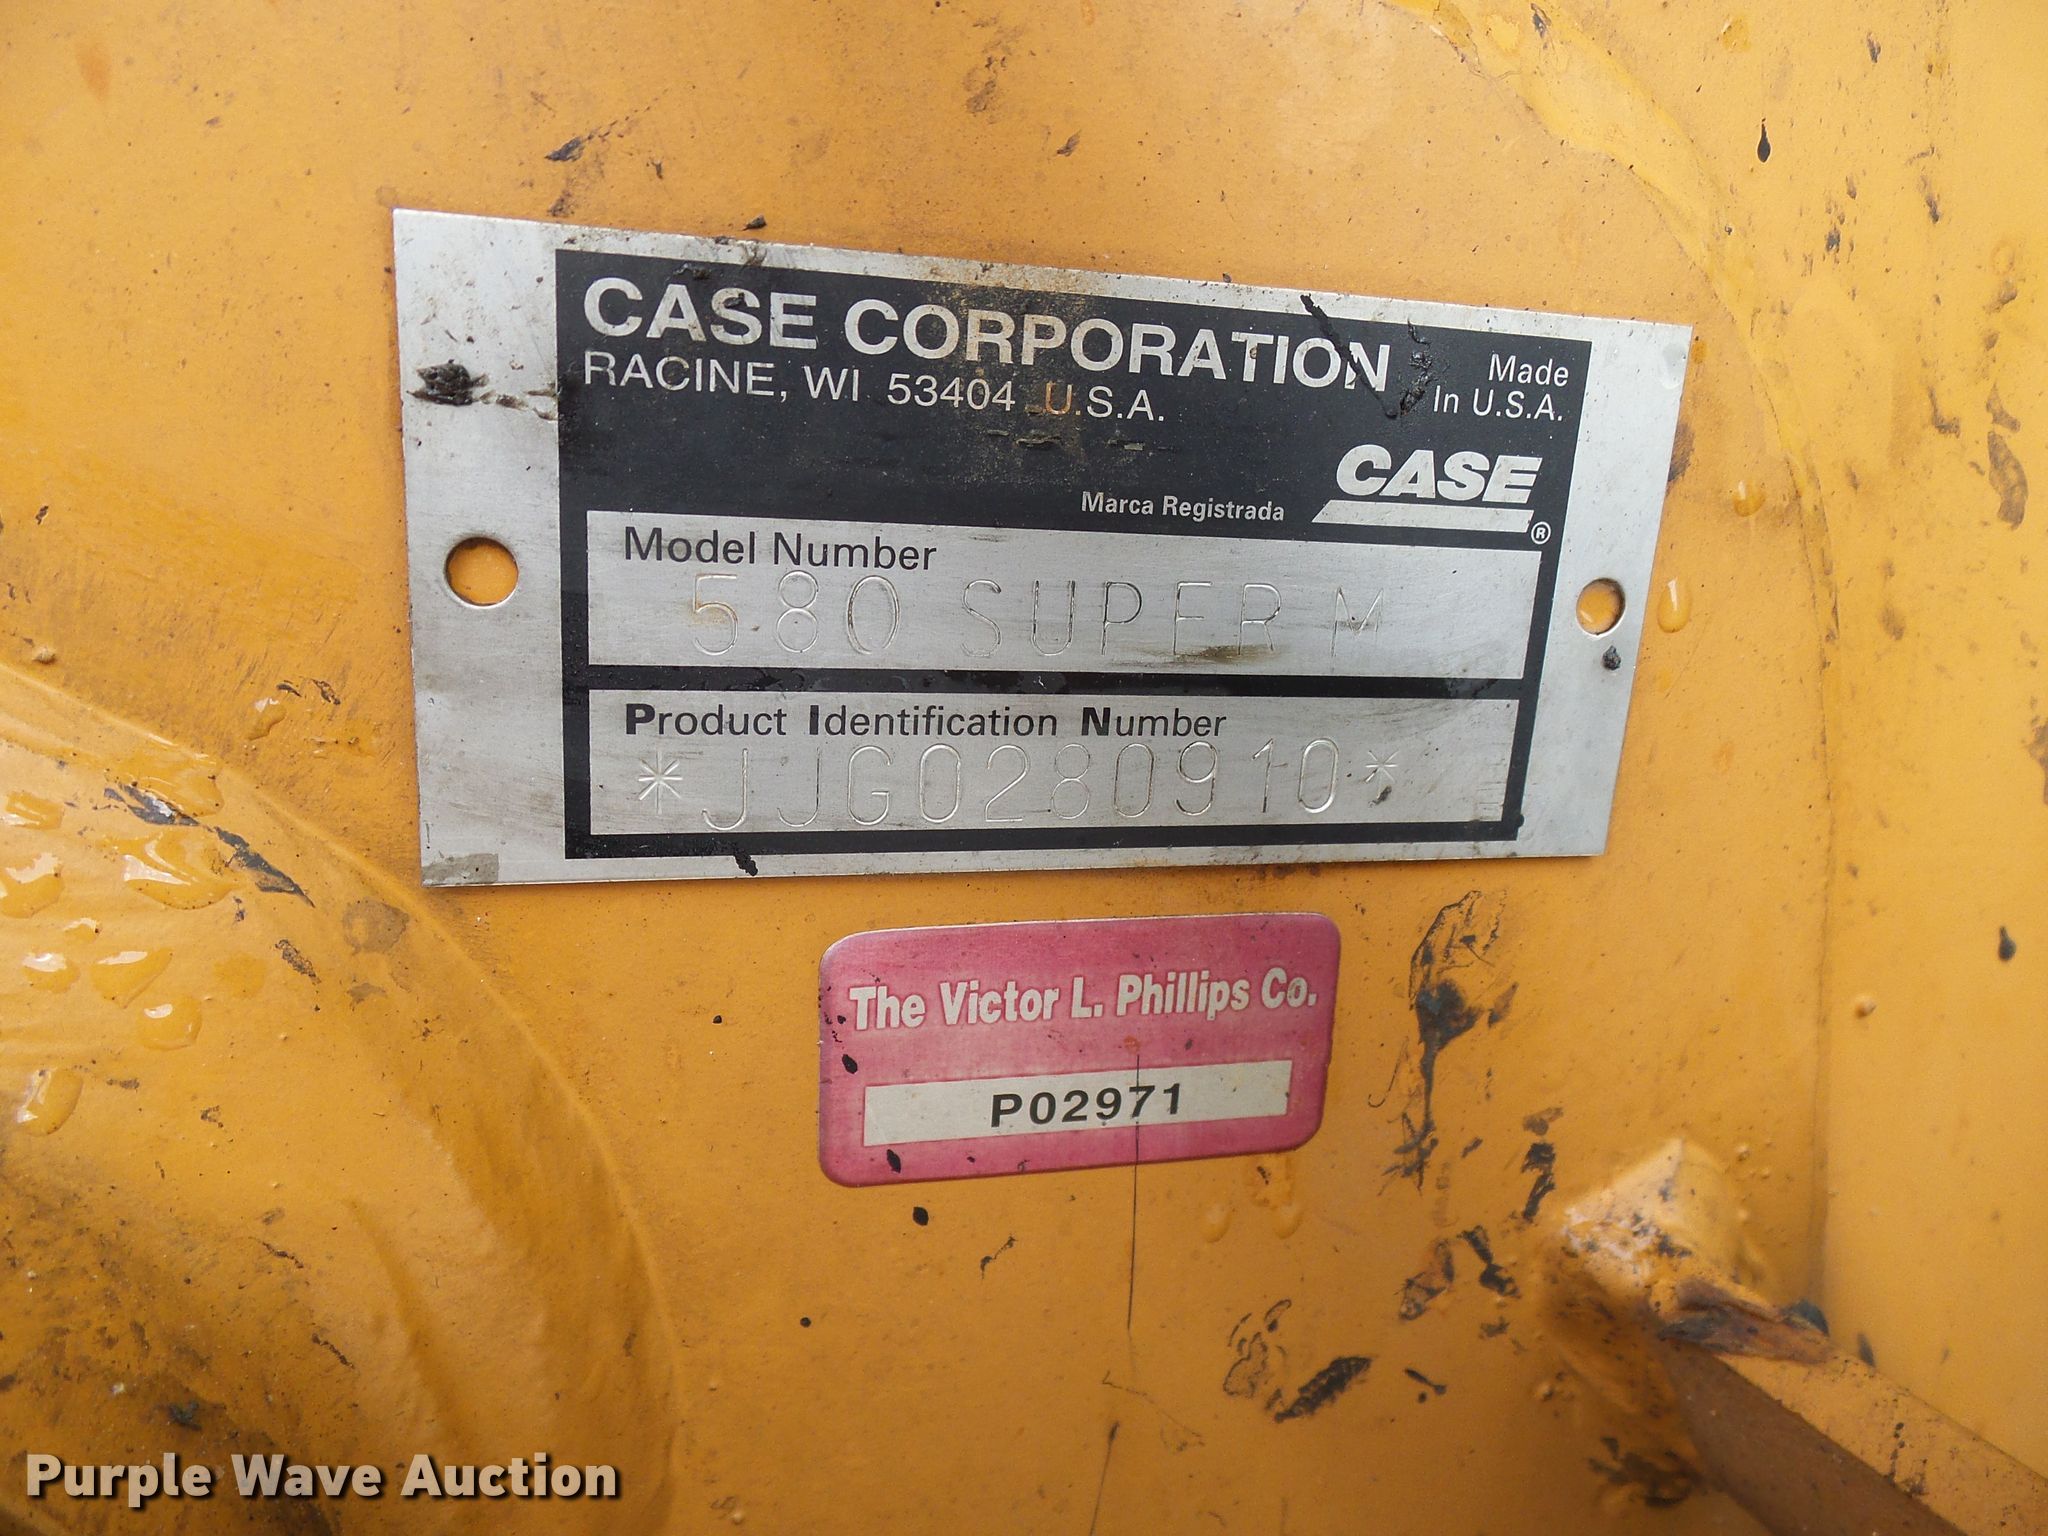 CASE CORPORATION
RACINE, WI 53404 U.S.A.
Made
In U.S.A.
CASE
Marca Registrada
®
Model Number
580 SUPER M
Product Identification Number
*JJG0280910*
The Victor L. Phillips Co.
P02971
Purple Wave Auction